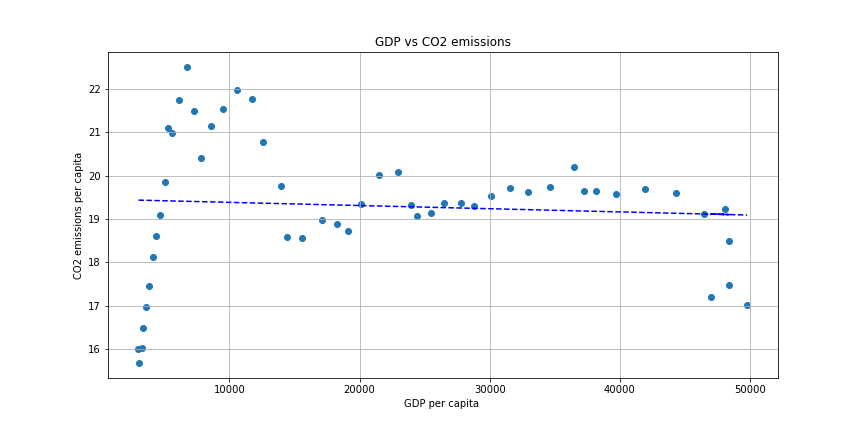 GDP vs CO2 emissions
CO2 emissions per capita
22
21
20
19
18
17
16
10000 20000 30000 40000 50000
GDP per capita